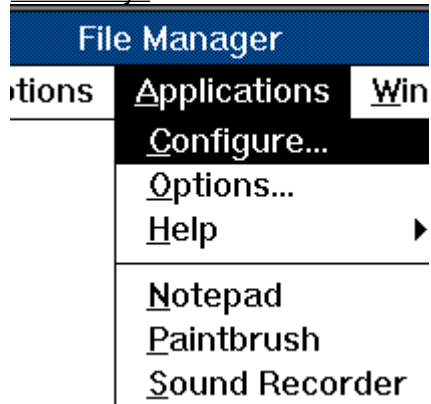 File Manager
tions Applications Win
Configure...
Options...
Help
Notepad
Paintbrush
Sound Recorder